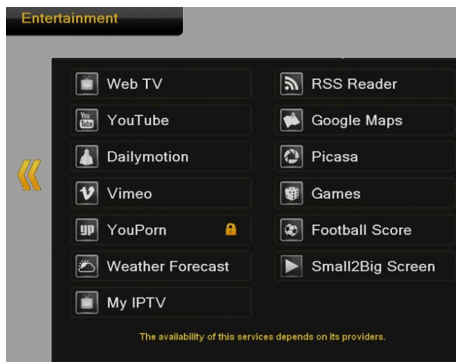 Entertainment
Web TV
YouTube
Dailymotion
Vimeo
YouPorn
Weather Forecast
My IPTV
RSS Reader
Google Maps
Picasa
Games
Football Score
Small2Big Screen
The availability of this services depends on its providers.